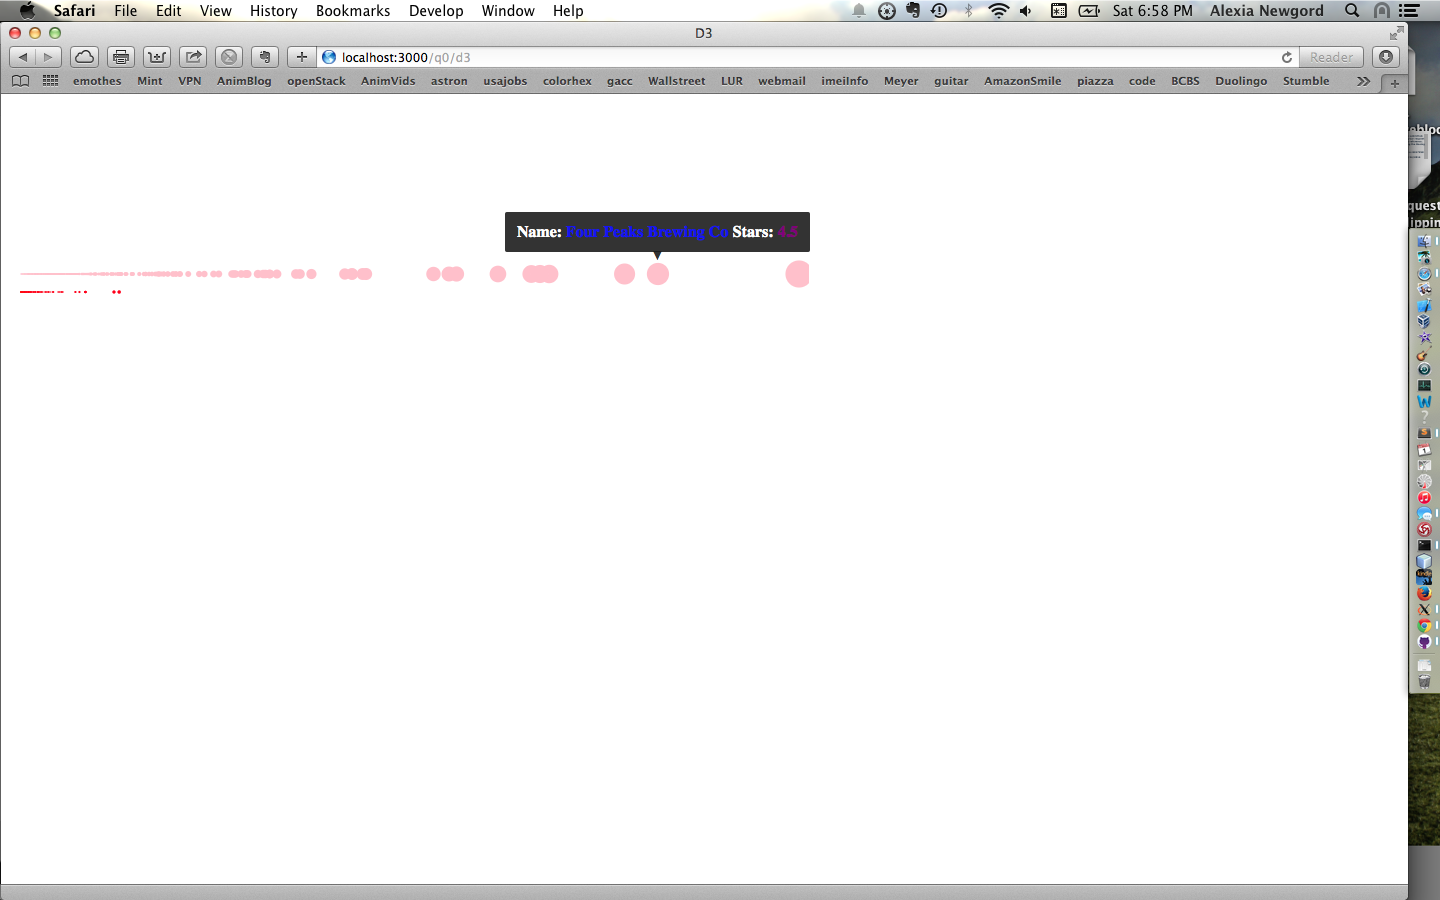 Safari File Edit View History Bookmarks Develop Window Help Sat 6:58 PM Alexia Newgord
D3
localhost:3000/q0/d3 Reader
emothes Mint VPN AnimBlog openStack AnimVids astron usajobs colorhex gacc Wallstreet LUR webmail imeiInfo Meyer guitar AmazonSmile piazza code BCBS Duolingo Stumble
Name: Four Peaks Brewing Co Stars: 4.5